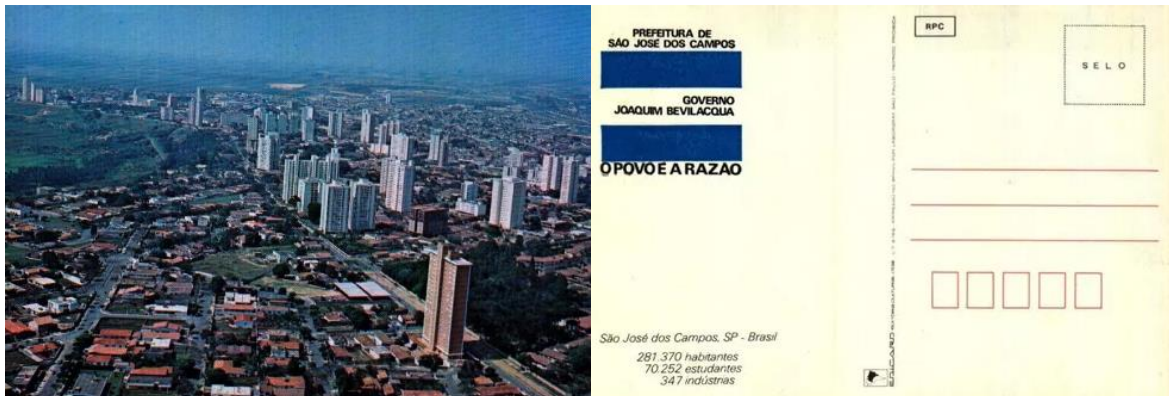 PREFEITURA DE
SÃO JOSÉ DOS CAMPOS
GOVERNO
JOAQUIM BEVILACQUA
O POVO É A RAZÃO
São José dos Campos, SP - Brasil
281.370 habitantes
70.252 estudantes
347 indústrias
EDICARD
RPC
SELO